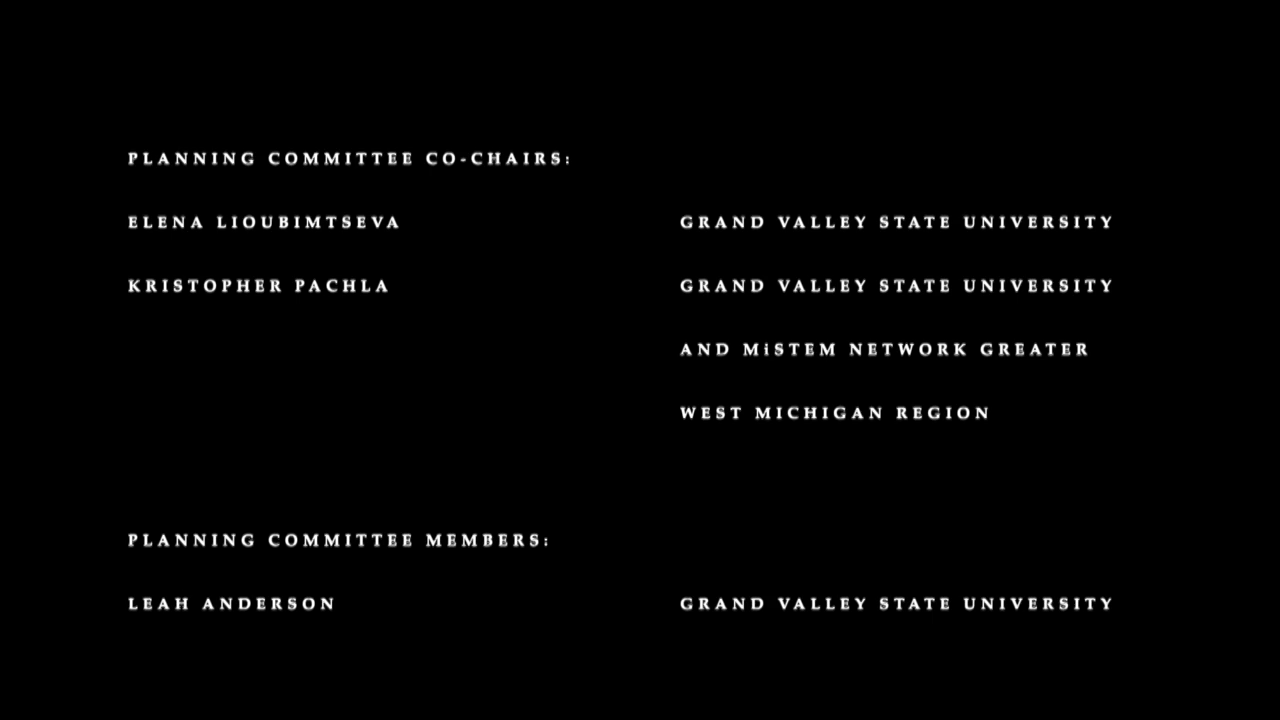 PLANNING COMMITTEE CO-CHAIRS:
ELENA LIOUBIMTSEVA GRAND VALLEY STATE UNIVERSITY
KRISTOPHER PACHLA GRAND VALLEY STATE UNIVERSITY
AND MiSTEM NETWORK GREATER
WEST MICHIGAN REGION
PLANNING COMMITTEE MEMBERS:
LEAH ANDERSON GRAND VALLEY STATE UNIVERSITY